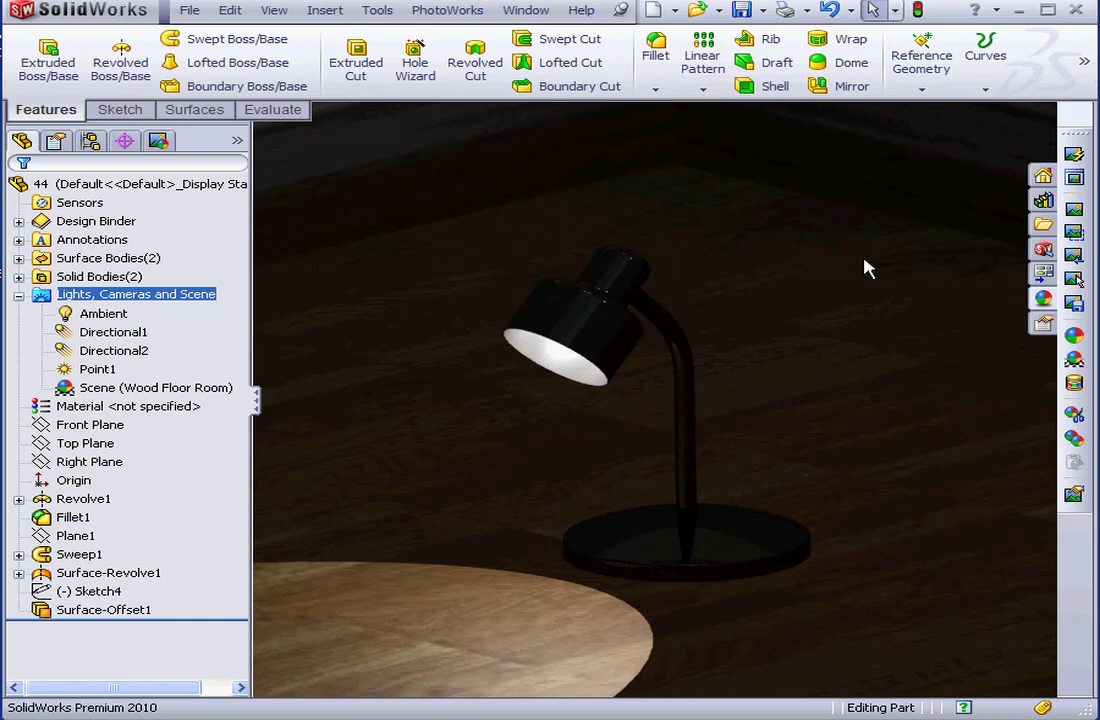 SolidWorks File Edit View Insert Tools PhotoWorks Window Help
Extruded Boss/Base
Revolved Boss/Base
Swept Boss/Base
Lofted Boss/Base
Boundary Boss/Base
Extruded Cut
Hole Wizard
Revolved Cut
Swept Cut
Lofted Cut
Boundary Cut
Fillet
Linear Pattern
Rib
Draft
Shell
Wrap
Dome
Mirror
Reference Geometry
Curves
Features Sketch Surfaces Evaluate
44 (Default<<Default>_Display Sta
Sensors
Design Binder
Annotations
Surface Bodies(2)
Solid Bodies(2)
Lights, Cameras and Scene
Ambient
Directional1
Directional2
Point1
Scene (Wood Floor Room)
Material <not specified>
Front Plane
Top Plane
Right Plane
Origin
Revolve1
Fillet1
Plane1
Sweep1
Surface-Revolve1
(-) Sketch4
Surface-Offset1
SolidWorks Premium 2010 Editing Part